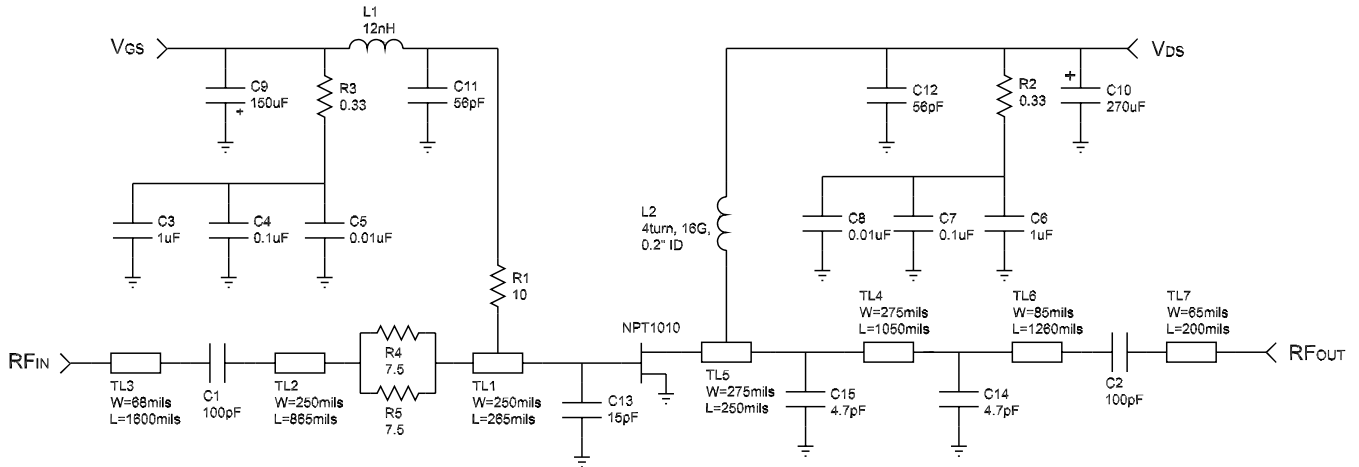 L1
12nH
VGS
VDS
C9
150uF
+
R3
0.33
C11
56pF
C12
56pF
R2
0.33
+
C10
270uF
C3
1uF
C4
0.1uF
C5
0.01uF
L2
4turn, 16G,
0.2" ID
C8
0.01uF
C7
0.1uF
C6
1uF
R1
10
TL4
W=275mils
L=1050mils
TL6
W=85mils
L=1260mils
TL7
W=65mils
L=200mils
NPT1010
RFIN
RFOUT
TL3
W=68mils
L=1600mils
C1
100pF
TL2
W=250mils
L=865mils
R4
7.5
R5
7.5
TL1
W=250mils
L=265mils
C13
15pF
TL5
W=275mils
L=250mils
C15
4.7pF
C14
4.7pF
C2
100pF